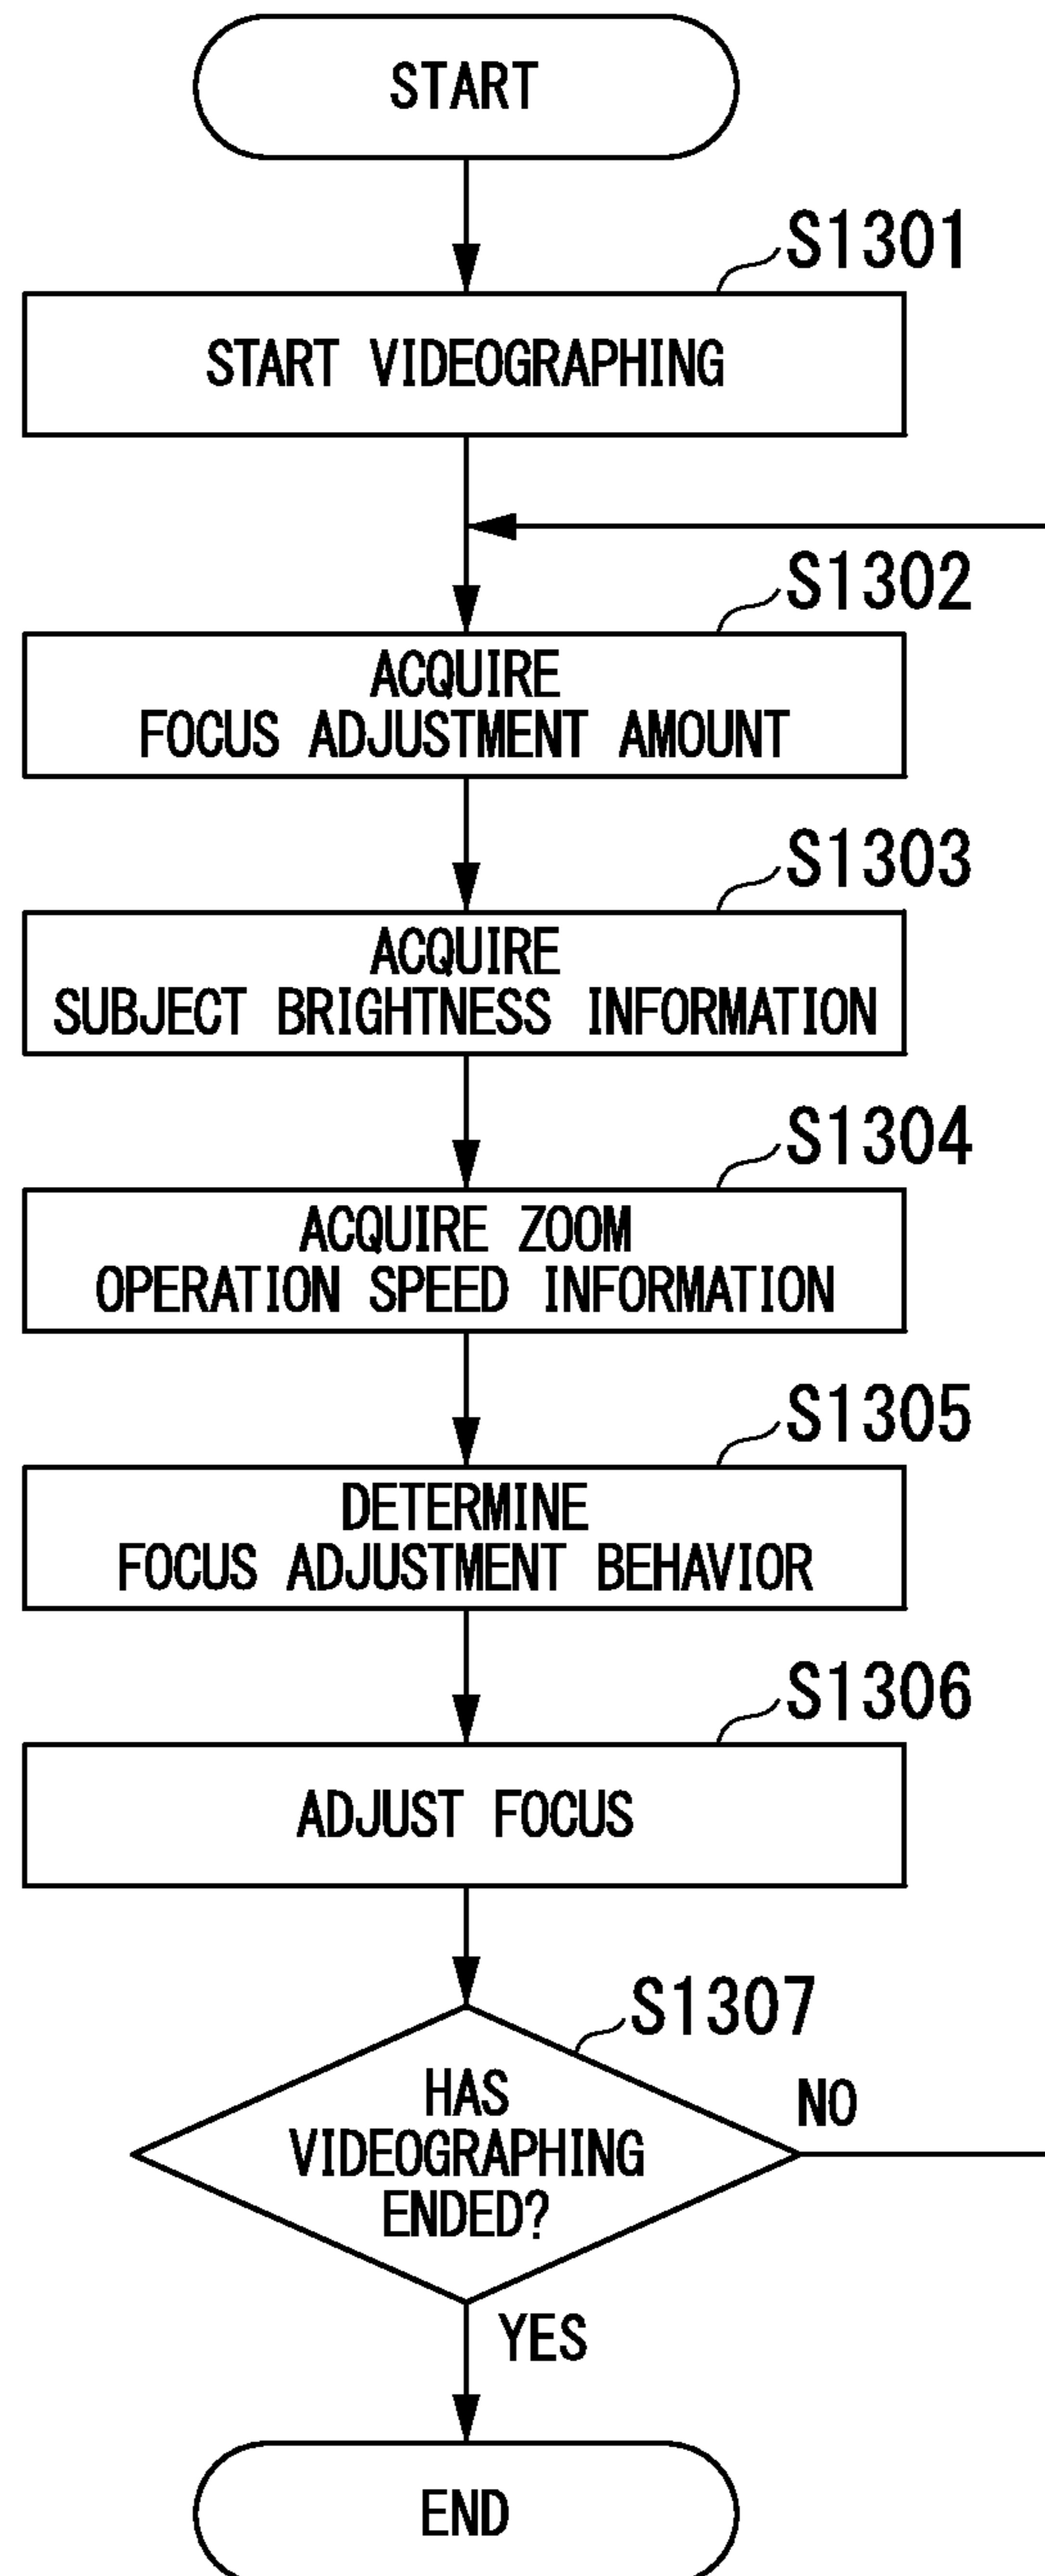 START
S1301
START VIDEOGRAPHING
S1302
ACQUIRE
FOCUS ADJUSTMENT AMOUNT
S1303
ACQUIRE
SUBJECT BRIGHTNESS INFORMATION
S1304
ACQUIRE ZOOM
OPERATION SPEED INFORMATION
S1305
DETERMINE
FOCUS ADJUSTMENT BEHAVIOR
S1306
ADJUST FOCUS
S1307
HAS
VIDEOGRAPHING
ENDED?
NO
YES
END